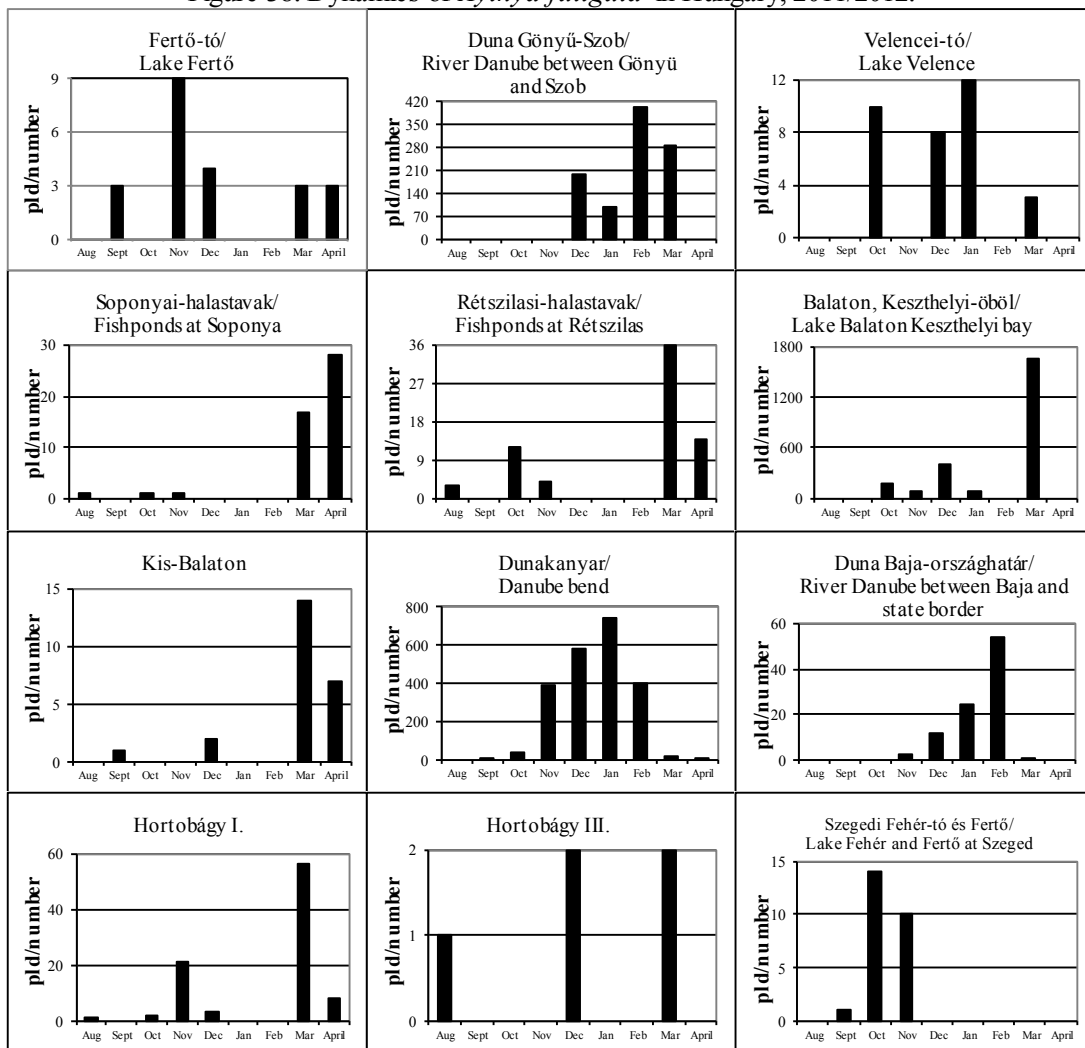 Figure Dynamics of Aythya fuligula in Hungary, 2011/2012.
Fertő-tó/
Lake Fertő
pld/number
9
6
3
0
Aug Sept Oct Nov Dec Jan Feb Mar April
Duna Gönyű-Szob/
River Danube between Gönyü
and Szob
pld/number
420
350
280
210
140
70
0
Aug Sept Oct Nov Dec Jan Feb Mar April
Velencei-tó/
Lake Velence
pld/number
12
8
4
0
Aug Sept Oct Nov Dec Jan Feb Mar April
Soponyai-halastavak/
Fishponds at Soponya
pld/number
30
20
10
0
Aug Sept Oct Nov Dec Jan Feb Mar April
Rétszilasi-halastavak/
Fishponds at Rétszilas
pld/number
36
27
18
9
0
Aug Sept Oct Nov Dec Jan Feb Mar April
Balaton, Keszthelyi-öböl/
Lake Balaton Keszthelyi bay
pld/number
1800
1200
600
0
Aug Sept Oct Nov Dec Jan Feb Mar April
Kis-Balaton
pld/number
15
10
5
0
Aug Sept Oct Nov Dec Jan Feb Mar April
Dunakanyar/
Danube bend
pld/number
800
600
400
200
0
Aug Sept Oct Nov Dec Jan Feb Mar April
Duna Baja-országhatár/
River Danube between Baja and
state border
pld/number
60
40
20
0
Aug Sept Oct Nov Dec Jan Feb Mar April
Hortobágy I.
pld/number
60
40
20
0
Aug Sept Oct Nov Dec Jan Feb Mar April
Hortobágy III.
pld/number
2
1
0
Aug Sept Oct Nov Dec Jan Feb Mar April
Szegedi Fehér-tó és Fertő/
Lake Fehér and Fertő at Szeged
pld/number
15
10
5
0
Aug Sept Oct Nov Dec Jan Feb Mar April